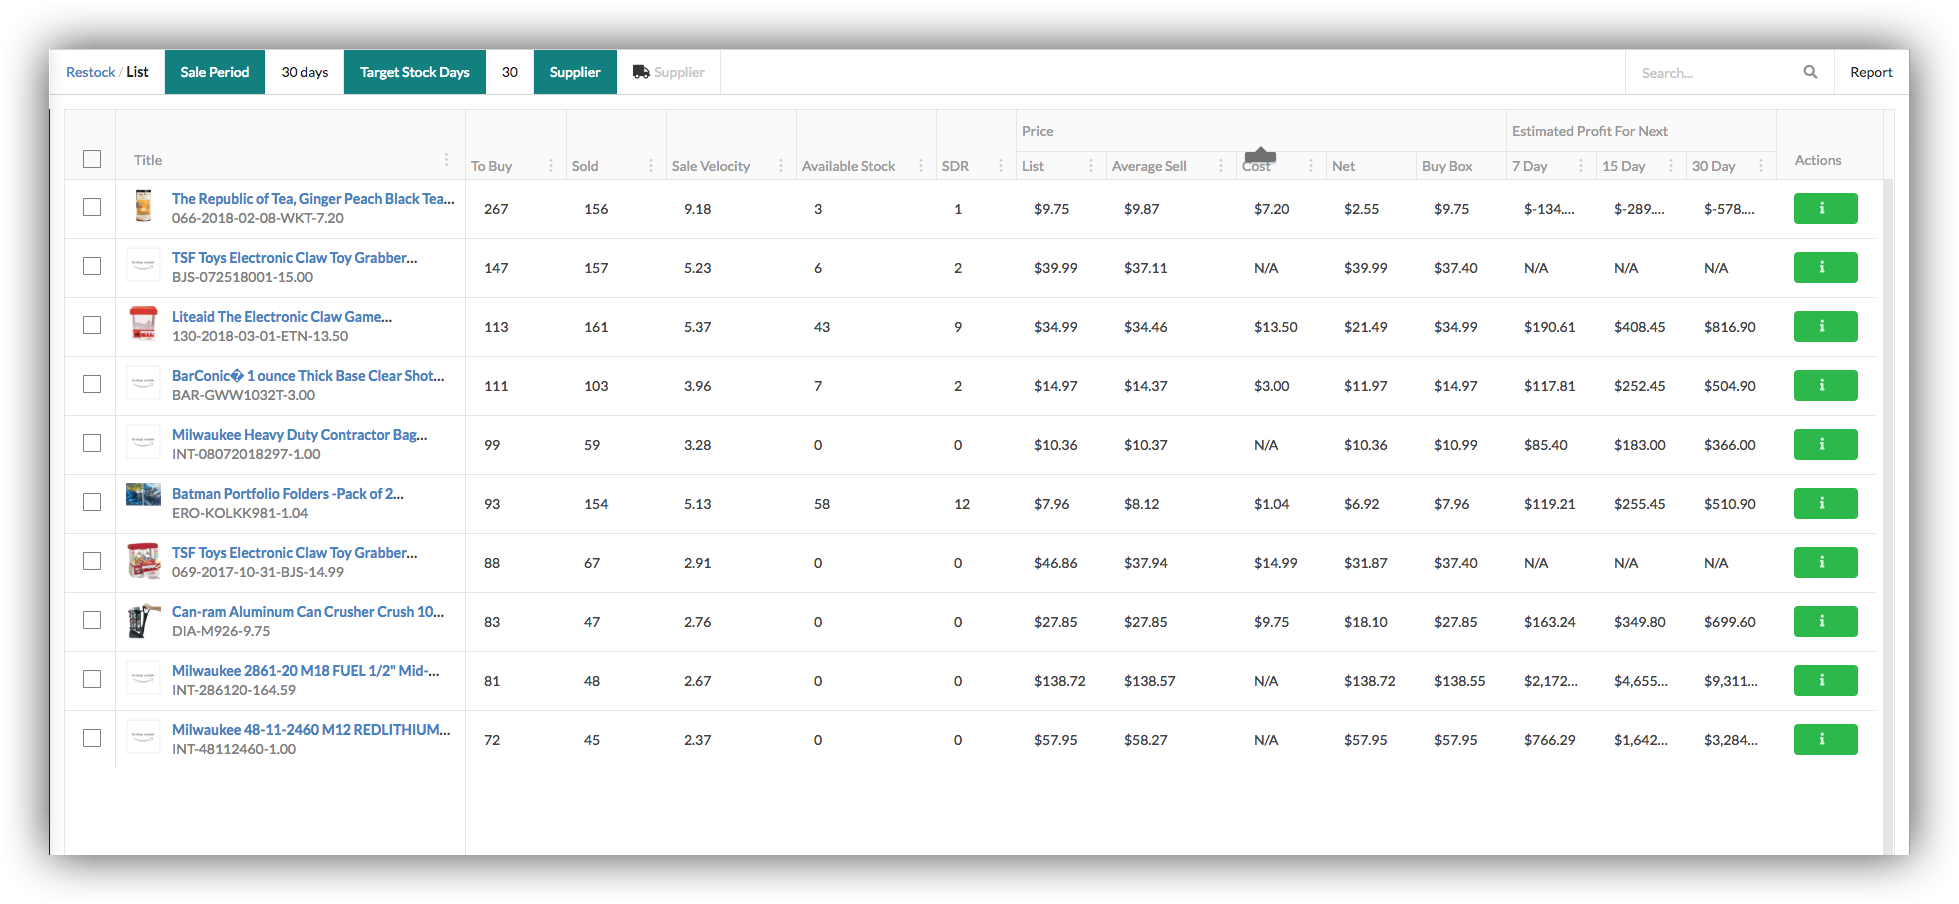 Restock / List Sale Period 30 days Target Stock Days 30 Supplier Supplier Search... Report
Price Estimated Profit For Next
Title To Buy Sold Sale Velocity Available Stock SDR List Average Sell Cost Net Buy Box 7 Day 15 Day 30 Day Actions
The Republic of Tea, Ginger Peach Black Tea... 267 156 9.18 3 1 $9.75 $9.87 $7.20 $2.55 $9.75 $-134.... $-289.... $-578....
066-2018-02-08-WKT-7.20
TSF Toys Electronic Claw Toy Grabber... 147 157 5.23 6 2 $39.99 $37.11 N/A $39.99 $37.40 N/A N/A N/A
BJS-072518001-15.00
Liteaid The Electronic Claw Game... 113 161 5.37 43 9 $34.99 $34.46 $13.50 $21.49 $34.99 $190.61 $408.45 $816.90
130-2018-03-01-ETN-13.50
BarConic� 1 ounce Thick Base Clear Shot... 111 103 3.96 7 2 $14.97 $14.37 $3.00 $11.97 $14.97 $117.81 $252.45 $504.90
BAR-GWW1032T-3.00
Milwaukee Heavy Duty Contractor Bag... 99 59 3.28 0 0 $10.36 $10.37 N/A $10.36 $10.99 $85.40 $183.00 $366.00
INT-08072018297-1.00
Batman Portfolio Folders -Pack of 2... 93 154 5.13 58 12 $7.96 $8.12 $1.04 $6.92 $7.96 $119.21 $255.45 $510.90
ERO-KOLKK981-1.04
TSF Toys Electronic Claw Toy Grabber... 88 67 2.91 0 0 $46.86 $37.94 $14.99 $31.87 $37.40 N/A N/A N/A
069-2017-10-31-BJS-14.99
Can-ram Aluminum Can Crusher Crush 10... 83 47 2.76 0 0 $27.85 $27.85 $9.75 $18.10 $27.85 $163.24 $349.80 $699.60
DIA-M926-9.75
Milwaukee 2861-20 M18 FUEL 1/2" Mid-... 81 48 2.67 0 0 $138.72 $138.57 N/A $138.72 $138.55 $2,172... $4,655... $9,311...
INT-286120-164.59
Milwaukee 48-11-2460 M12 REDLITHIUM... 72 45 2.37 0 0 $57.95 $58.27 N/A $57.95 $57.95 $766.29 $1,642... $3,284...
INT-48112460-1.00